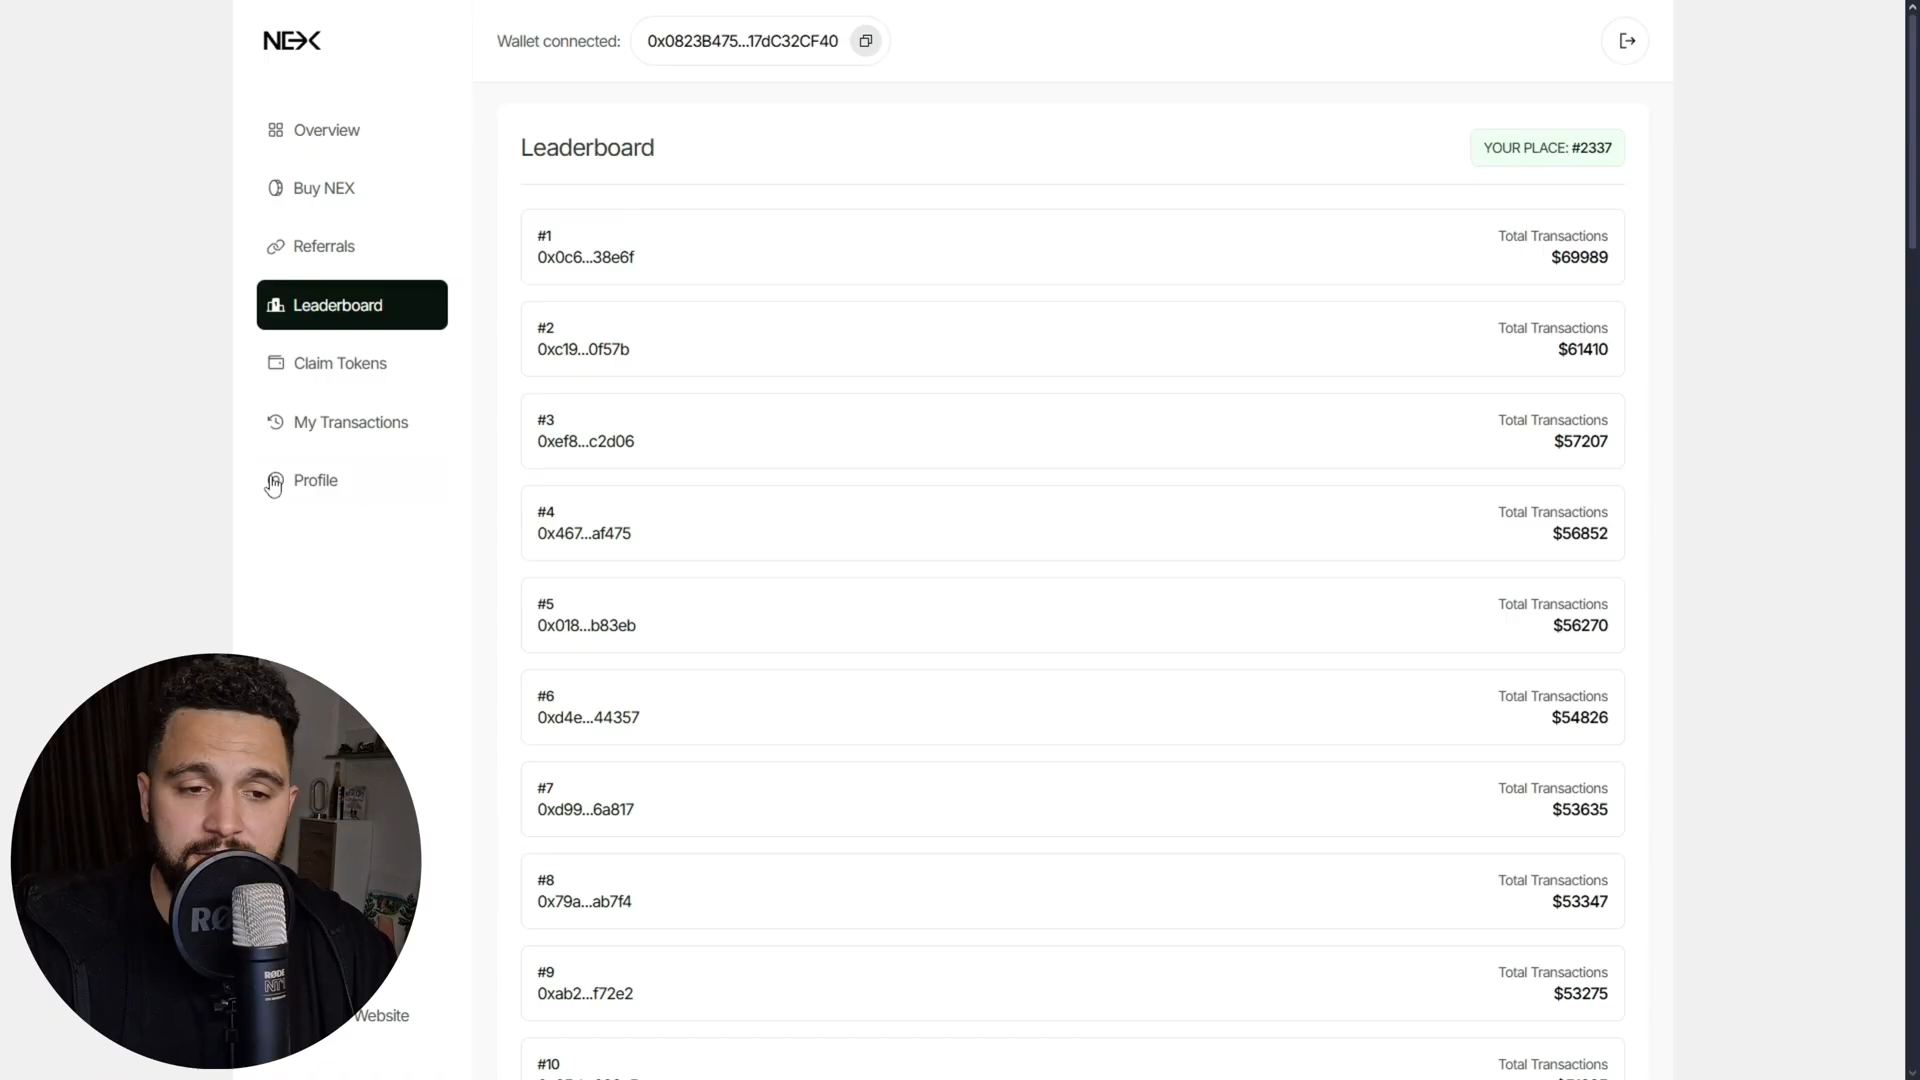 NEX
Wallet connected: 0x0823B475...17dC32CF40
Overview
Buy NEX
Referrals
Leaderboard
Claim Tokens
My Transactions
Profile
Website
Leaderboard
YOUR PLACE: #2337
#1
0x0c6...38e6f
Total Transactions
$69989
#2
0xc19...0f57b
Total Transactions
$61410
#3
0xef8...c2d06
Total Transactions
$57207
#4
0x467...af475
Total Transactions
$56852
#5
0x018...b83eb
Total Transactions
$56270
#6
0xd4e...44357
Total Transactions
$54826
#7
0xd99...6a817
Total Transactions
$53635
#8
0x79a...ab7f4
Total Transactions
$53347
#9
0xab2...f72e2
Total Transactions
$53275
#10
Total Transactions
RØDE
NT1